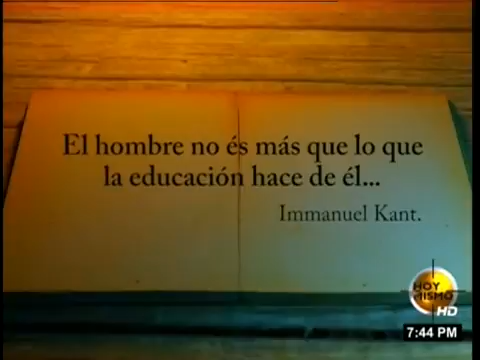 El hombre no és más que lo que
la educación hace de él...
Immanuel Kant.
HOY
MISMO
HD
7:44 PM